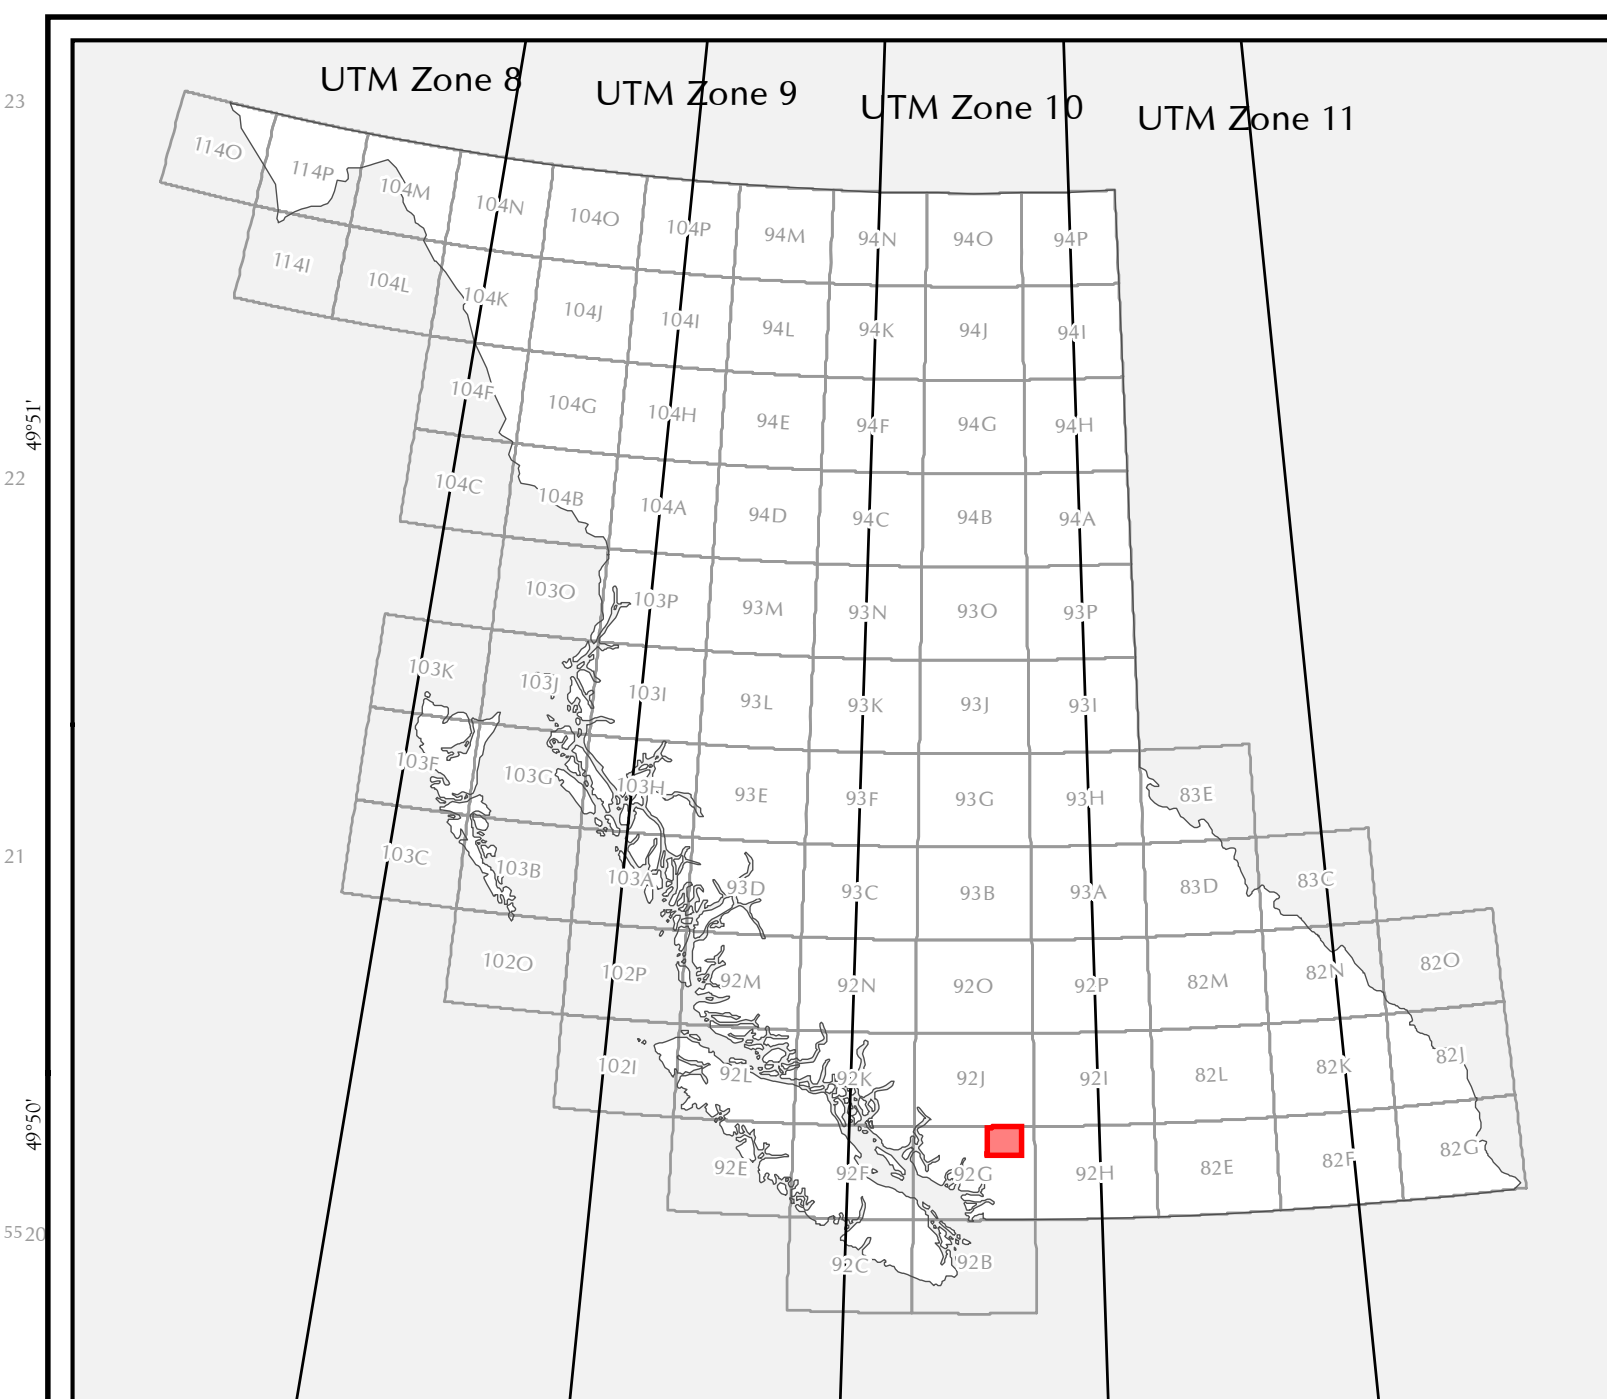 UTM Zone 8
UTM Zone 9
UTM Zone 10
UTM Zone 11
23
114O 114P 104M 104N 104O 104P 94M 94N 94O 94P
114I 104L 104K 104J 104I 94L 94K 94J 94I
104F 104G 104H 94E 94F 94G 94H
49°51'
22
104C 104B 104A 94D 94C 94B 94A
103O 103P 93M 93N 93O 93P
103K 103J 103I 93L 93K 93J 93I
103F 103G 103H 93E 93F 93G 93H 83E
21
103C 103B 103A 93D 93C 93B 93A 83D 83C
102O 102P 92M 92N 92O 92P 82M 82N 82O
102I 92L 92K 92J 92I 82L 82K 82J
49°50'
92E 92F 92G 92H 82E 82F 82G
5520
92C 92B